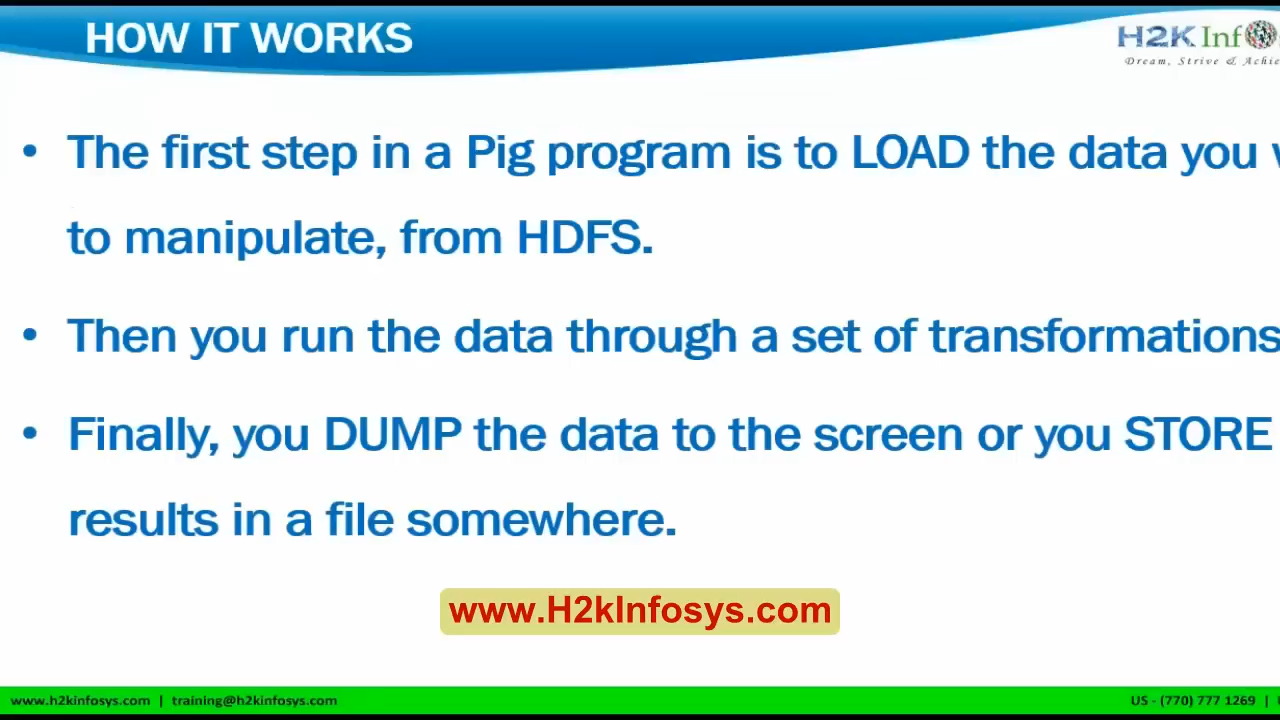 HOW IT WORKS
H2K Inf
Dream, Strive & Achie
• The first step in a Pig program is to LOAD the data you
to manipulate, from HDFS.
• Then you run the data through a set of transformations
• Finally, you DUMP the data to the screen or you STORE
results in a file somewhere.
www.H2kInfosys.com
www.h2kinfosys.com | training@h2kinfosys.com
US - (770) 777 1269 |